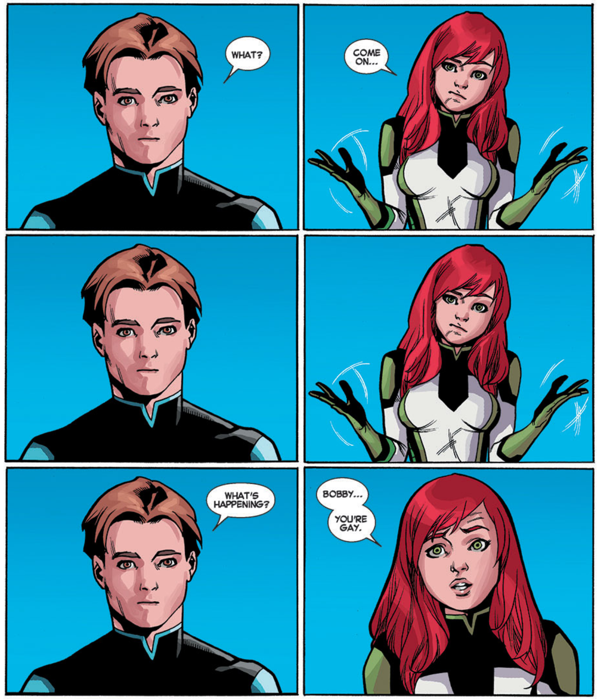 WHAT?
COME
ON...
WHAT'S
HAPPENING?
BOBBY...
YOU'RE
GAY.